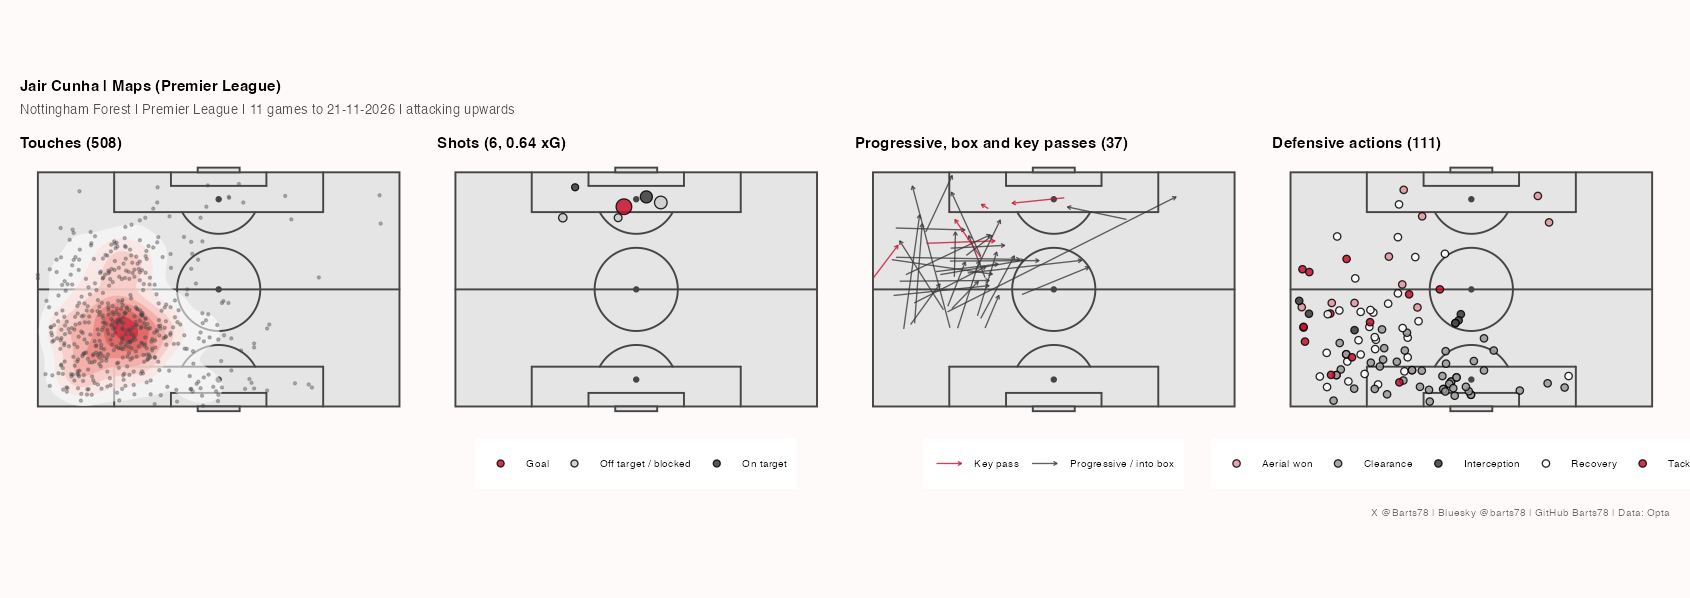 Jair Cunha | Maps (Premier League)
Nottingham Forest | Premier League | 11 games to 21-11-2026 | attacking upwards
Touches (508)
Shots (6, 0.64 xG)
Progressive, box and key passes (37)
Defensive actions (111)
Goal
Off target / blocked
On target
Key pass
Progressive / into box
Aerial won
Clearance
Interception
Recovery
Tack
X @Barts78 | Bluesky @barts78 | GitHub Barts78 | Data: Opta